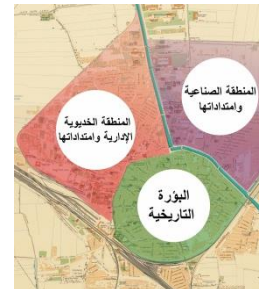 المنطقة الصناعية
وامتداداتها
المنطقة الخديوية
الإدارية وامتداداتها
البؤرة
التاريخية